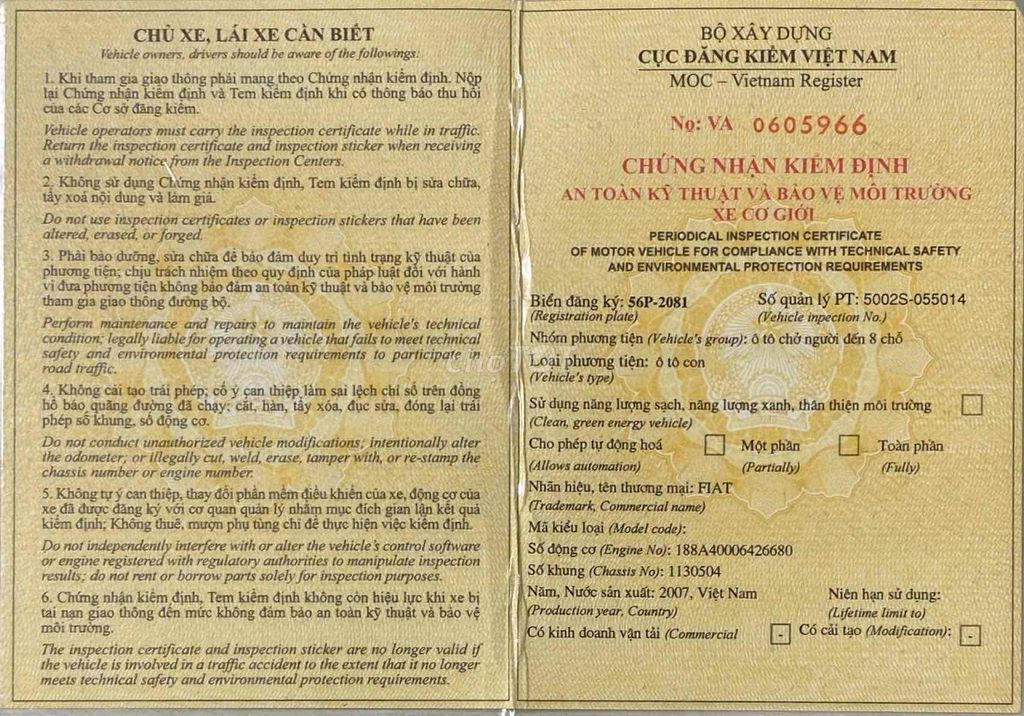 CHỦ XE, LÁI XE CẦN BIẾT
Vehicle owners, drivers should be aware of the followings:
1. Khi tham gia giao thông phải mang theo Chứng nhận kiểm định. Nộp
lại Chứng nhận kiểm định và Tem kiểm định khi có thông báo thu hồi
của các Cơ sở đăng kiểm.
Vehicle operators must carry the inspection certificate while in traffic.
Return the inspection certificate and inspection sticker when receiving
a withdrawal notice from the Inspection Centers.
2. Không sử dụng Chứng nhận kiểm định, Tem kiểm định bị sửa chữa,
tẩy xoá nội dung và làm giả.
Do not use inspection certificates or inspection stickers that have been
altered, erased, or forged.
3. Phải bảo dưỡng, sửa chữa để bảo đảm duy trì tình trạng kỹ thuật của
phương tiện; chịu trách nhiệm theo quy định của pháp luật đối với hành
vi đưa phương tiện không bảo đảm an toàn kỹ thuật và bảo vệ môi trường
tham gia giao thông đường bộ.
Perform maintenance and repairs to maintain the vehicle's technical
condition; legally liable for operating a vehicle that fails to meet technical
safety and environmental protection requirements to participate in
road traffic.
4. Không cải tạo trái phép; cố ý can thiệp làm sai lệch chỉ số trên đồng
hồ báo quãng đường đã chạy; cắt, hàn, tẩy xóa, đục sửa, đóng lại trái
phép số khung, số động cơ.
Do not conduct unauthorized vehicle modifications; intentionally alter
the odometer; or illegally cut, weld, erase, tamper with, or re-stamp the
chassis number or engine number.
5. Không tự ý can thiệp, thay đổi phần mềm điều khiển của xe, động cơ của
xe đã được đăng ký với cơ quan quản lý nhằm mục đích gian lận kết quả
kiểm định; Không thuê, mượn phụ tùng chỉ để thực hiện việc kiểm định.
Do not independently interfere with or alter the vehicle's control software
or engine registered with regulatory authorities to manipulate inspection
results; do not rent or borrow parts solely for inspection purposes.
6. Chứng nhận kiểm định, Tem kiểm định không còn hiệu lực khi xe bị
tai nạn giao thông đến mức không đảm bảo an toàn kỹ thuật và bảo vệ
môi trường.
The inspection certificate and inspection sticker are no longer valid if
the vehicle is involved in a traffic accident to the extent that it no longer
meets technical safety and environmental protection requirements.
BỘ XÂY DỰNG
CỤC ĐĂNG KIỂM VIỆT NAM
MOC – Vietnam Register
Nọ: VA 0605966
CHỨNG NHẬN KIỂM ĐỊNH
AN TOÀN KỸ THUẬT VÀ BẢO VỆ MÔI TRƯỜNG
XE CƠ GIỚI
PERIODICAL INSPECTION CERTIFICATE
OF MOTOR VEHICLE FOR COMPLIANCE WITH TECHNICAL SAFETY
AND ENVIRONMENTAL PROTECTION REQUIREMENTS
Biển đăng ký: 56P-2081 Số quản lý PT: 5002S-055014
(Registration plate) (Vehicle inpection No.)
Nhóm phương tiện (Vehicle's group): ô tô chở người đến 8 chỗ
Loại phương tiện: ô tô con
(Vehicle's type)
Sử dụng năng lượng sạch, năng lượng xanh, thân thiện môi trường
(Clean, green energy vehicle)
Cho phép tự động hoá Một phần Toàn phần
(Allows automation) (Partially) (Fully)
Nhãn hiệu, tên thương mại: FIAT
(Trademark, Commercial name)
Mã kiểu loại (Model code):
Số động cơ (Engine No): 188A40006426680
Số khung (Chassis No): 1130504
Năm, Nước sản xuất: 2007, Việt Nam Niên hạn sử dụng:
(Production year, Country) (Lifetime limit to)
Có kinh doanh vận tải (Commercial - Có cải tạo (Modification): -
chợ